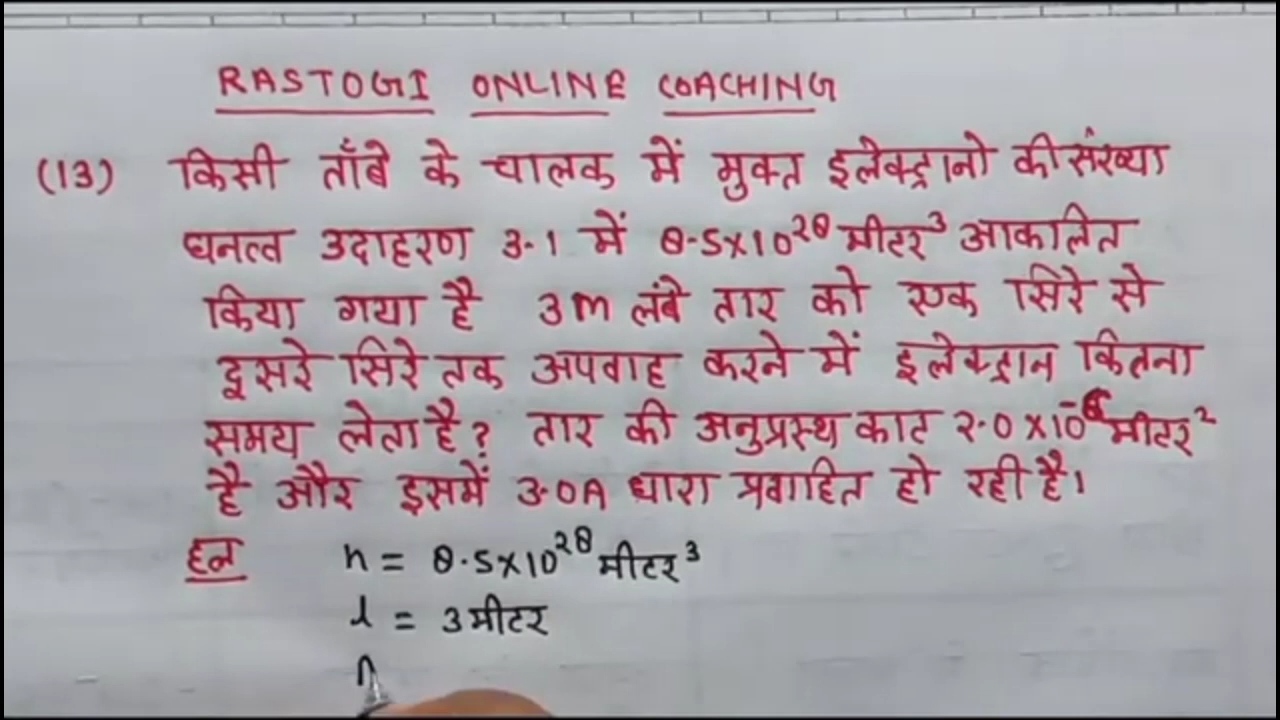 RASTOGI ONLINE COACHING
(13) किसी ताँबे के चालक में मुक्त इलेक्ट्रानो की संख्या
घनत्व उदाहरण 3.1 में 8.5×10²⁸ मीटर³ आकलित
किया गया है 3m लंबे तार को एक सिरे से
दूसरे सिरे तक अपवाह करने में इलेक्ट्रान कितना
समय लेता है? तार की अनुप्रस्थ काट 2.0×10⁻⁶ मीटर²
है और इसमें 3.0A धारा प्रवाहित हो रही है।
हल n = 8.5×10²⁸ मीटर³
l = 3 मीटर